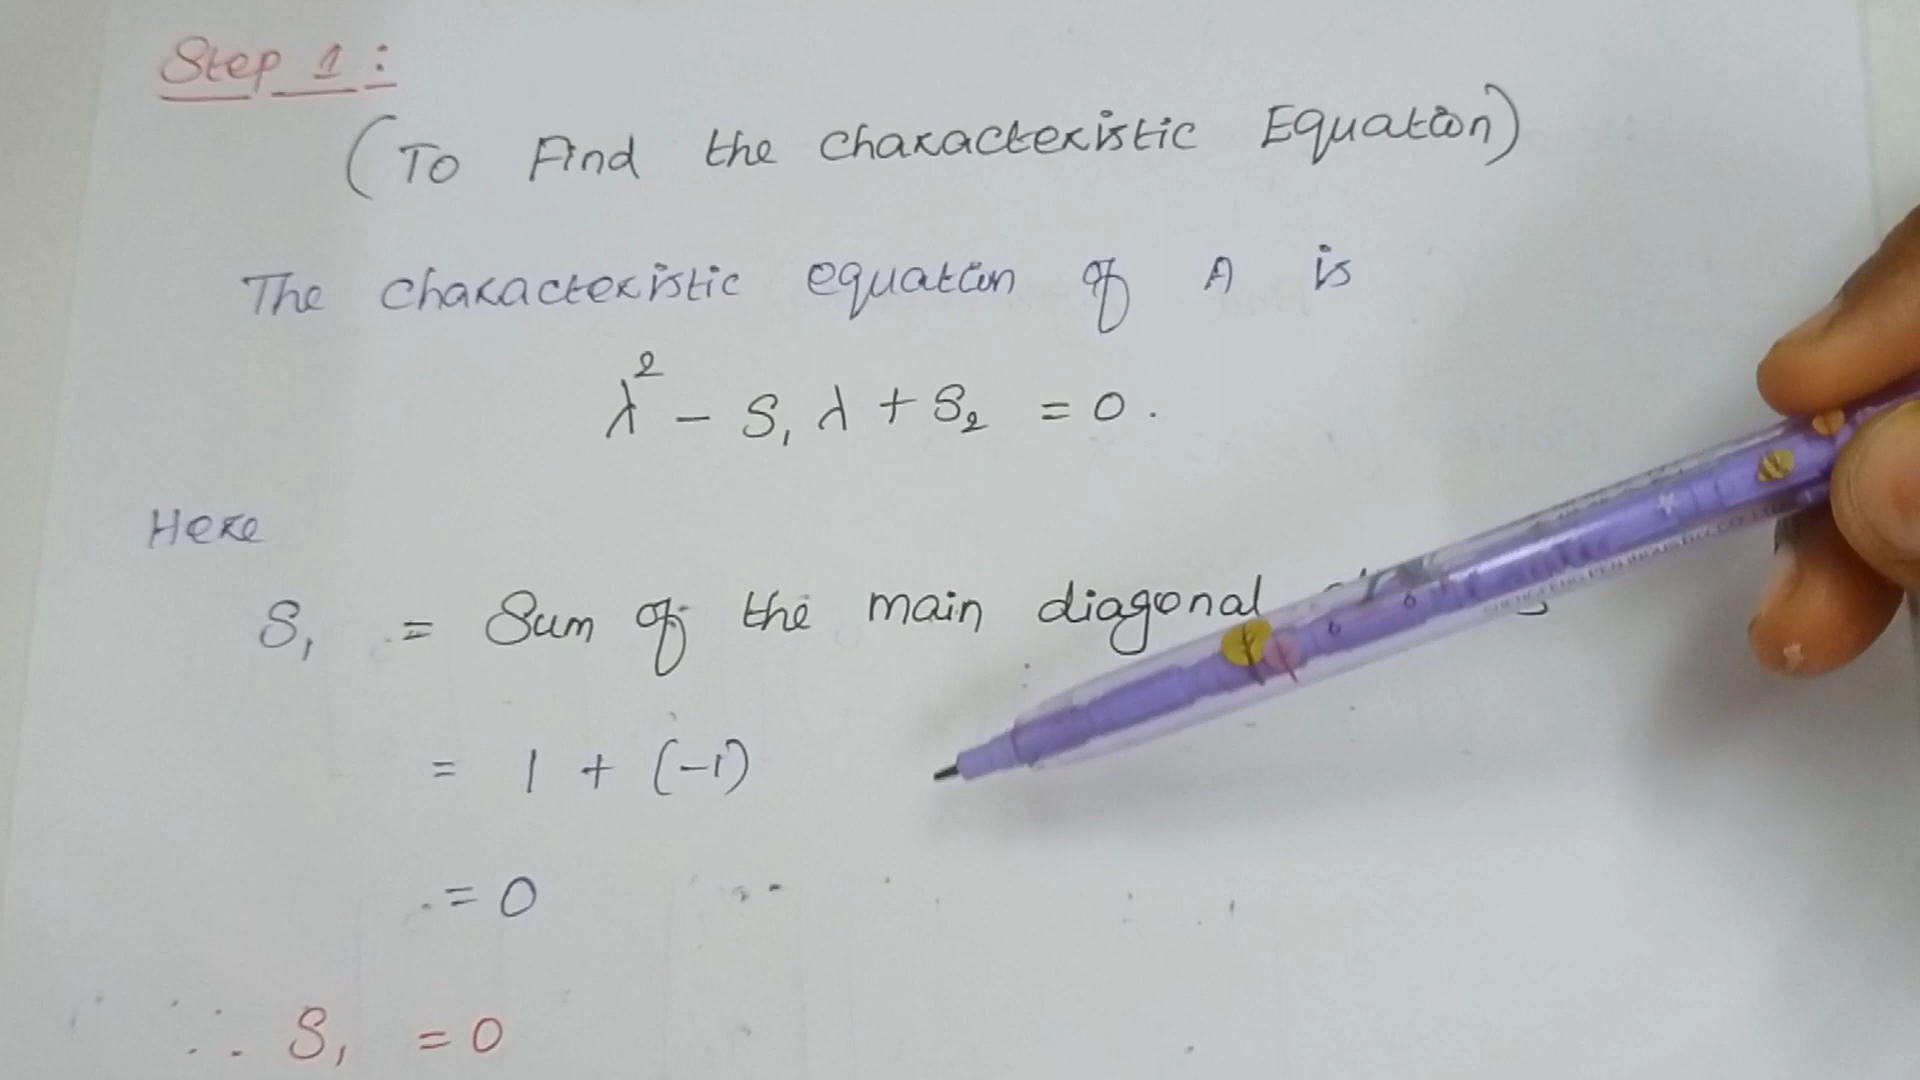 Step 1 :
(To Find the characteristic Equation)
The characteristic equation of A is
λ² - S₁ λ + S₂ = 0 .
Here
S₁ = Sum of the main diagonal
= 1 + (-1)
= 0
∴ S₁ = 0